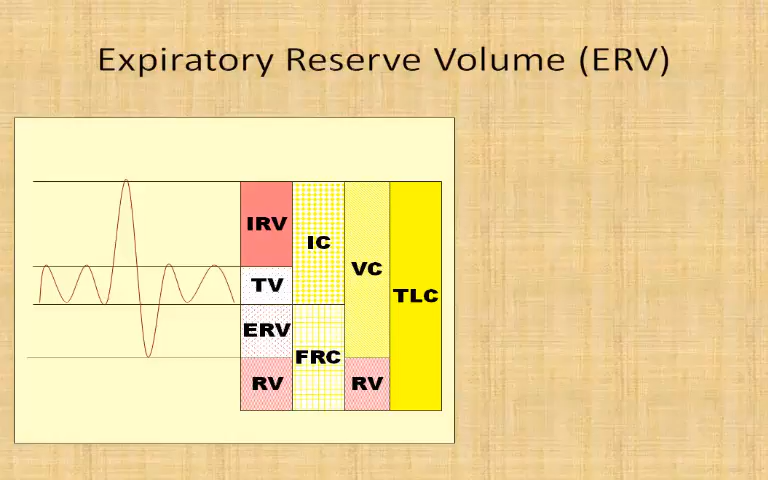 Expiratory Reserve Volume (ERV)
IRV
IC
VC
TLC
TV
ERV
FRC
RV
RV